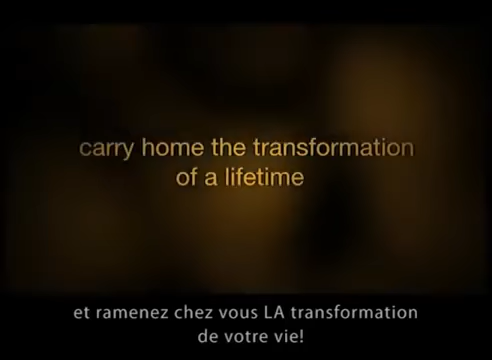 carry home the transformation
of a lifetime
et ramenez chez vous LA transformation
de votre vie!